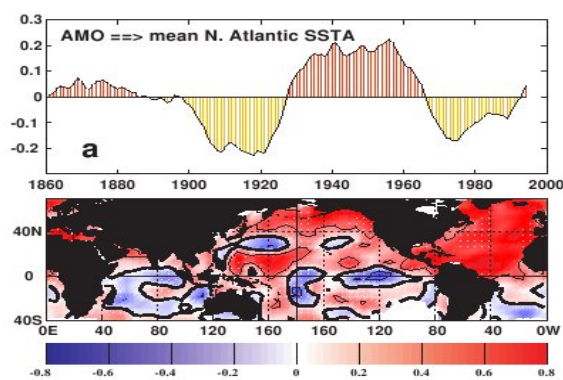 0.3
AMO ==> mean N. Atlantic SSTA
0.2
0.1
0
-0.1
a
-0.2
1860 1880 1900 1920 1940 1960 1980 2000
40N
0
40S
0E 40 80 120 160 160 120 80 40 0W
-0.8 -0.6 -0.4 -0.2 0 0.2 0.4 0.6 0.8